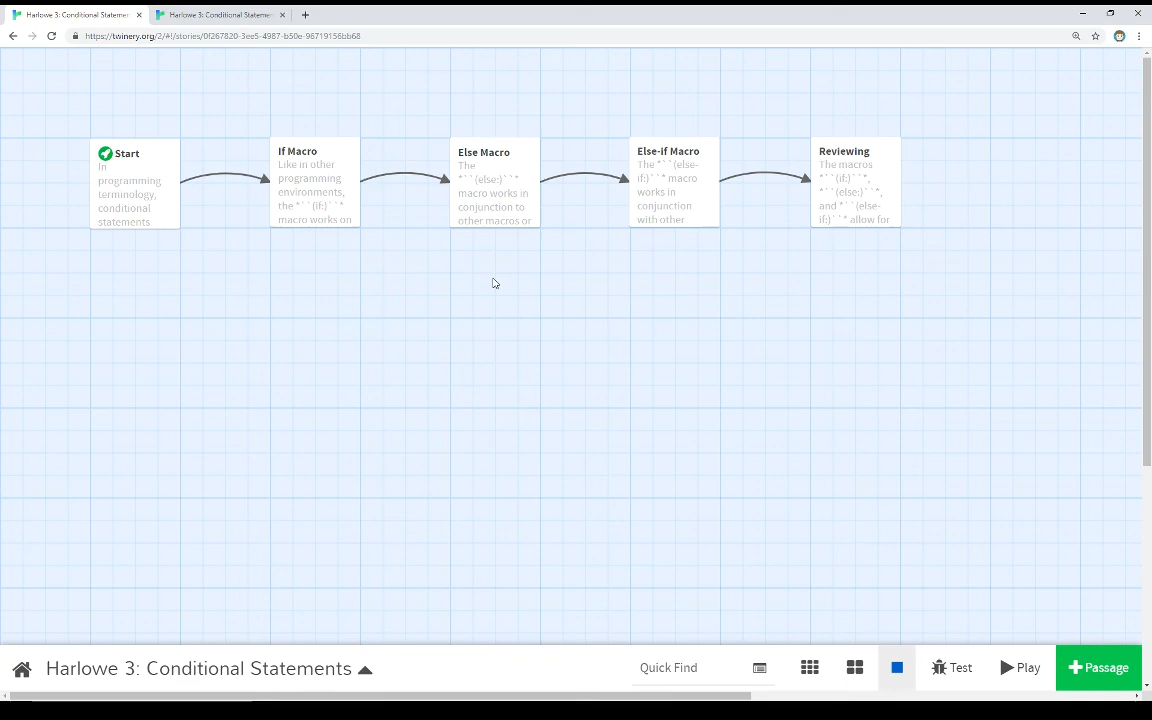 Harlowe 3: Conditional Statemen
Harlowe 3: Conditional Statemen
https://twinery.org/2/#!/stories/0f267820-3ee5-4987-b50e-96719156bb68
Start
In
programming
terminology,
conditional
statements
If Macro
Like in other
programming
environments,
the *``(if:)``*
macro works on
Else Macro
The
*``(else:)``*
macro works in
conjunction to
other macros or
Else-if Macro
The *``(else-
if:)``* macro
works in
conjunction
with other
Reviewing
The macros
*``(if:)``*,
*``(else:)``*,
and *``(else-
if:)``* allow for
Harlowe 3: Conditional Statements
Quick Find
Test
Play
+Passage